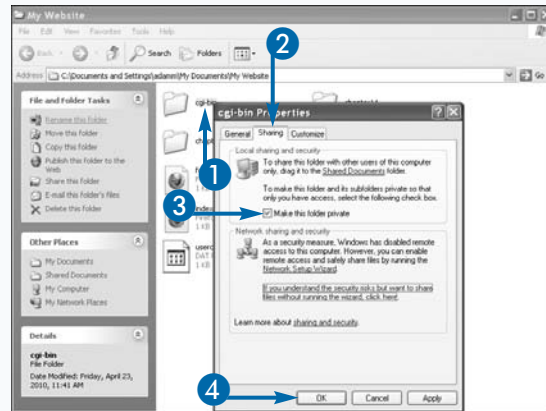 My Website
File Edit View Favorites Tools Help
Back Search Folders
Address C:\Documents and Settings\adamm\My Documents\My Website Go
File and Folder Tasks
Rename this folder
Move this folder
Copy this folder
Publish this folder to the
Web
Share this folder
E-mail this folder's files
Delete this folder
Other Places
My Documents
Shared Documents
My Computer
My Network Places
Details
cgi-bin
File Folder
Date Modified: Friday, April 23,
2010, 11:41 AM
cgi-bin
index
1 KB
DAT
1 KB
2
1
3
4
cgi-bin Properties
General Sharing Customize
Local sharing and security
To share this folder with other users of this computer
only, drag it to the Shared Documents folder.
To make this folder and its subfolders private so that
only you have access, select the following check box.
Make this folder private
Network sharing and security
As a security measure, Windows has disabled remote
access to this computer. However, you can enable
remote access and safely share files by running the
Network Setup Wizard.
If you understand the security risks but want to share
files without running the wizard, click here.
Learn more about sharing and security.
OK Cancel Apply